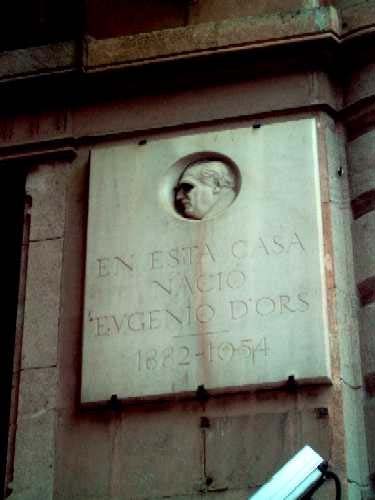 EN ESTA CASA
NACIÓ
EVGENIO D'ORS
1882-1954